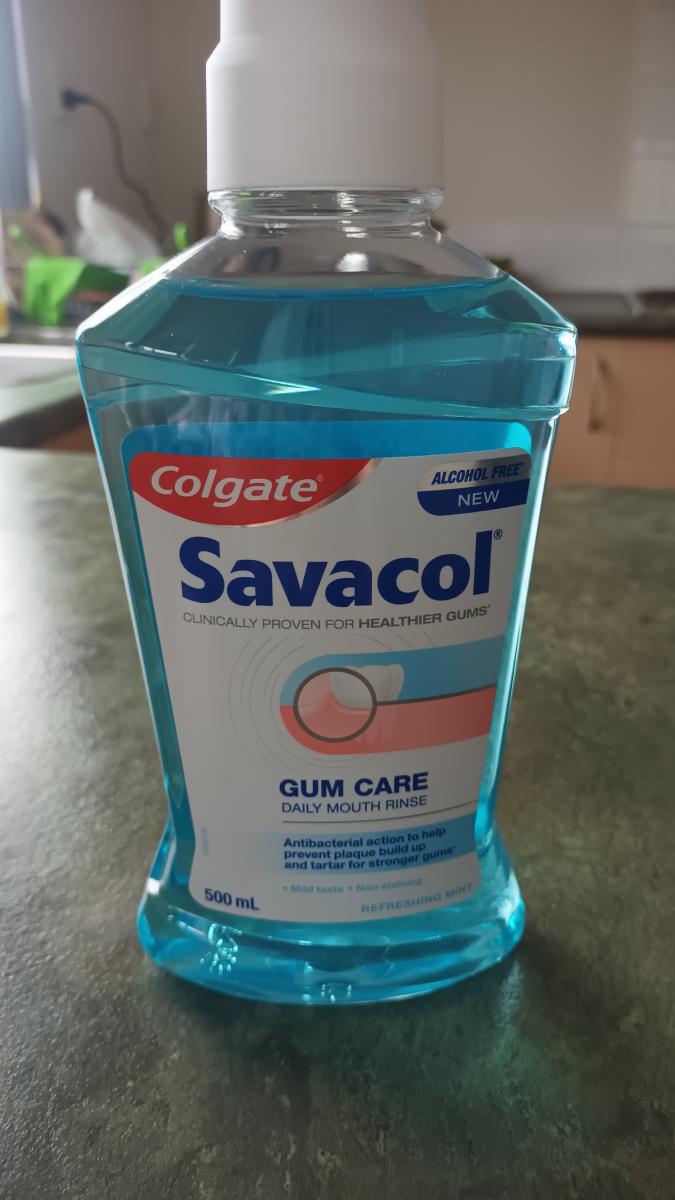 Colgate®
ALCOHOL FREE^
NEW
Savacol®
CLINICALLY PROVEN FOR HEALTHIER GUMS*
GUM CARE
DAILY MOUTH RINSE
Antibacterial action to help
prevent plaque build up
and tartar for stronger gums*
• Mild taste • Non-staining
500 mL
REFRESHING MINT